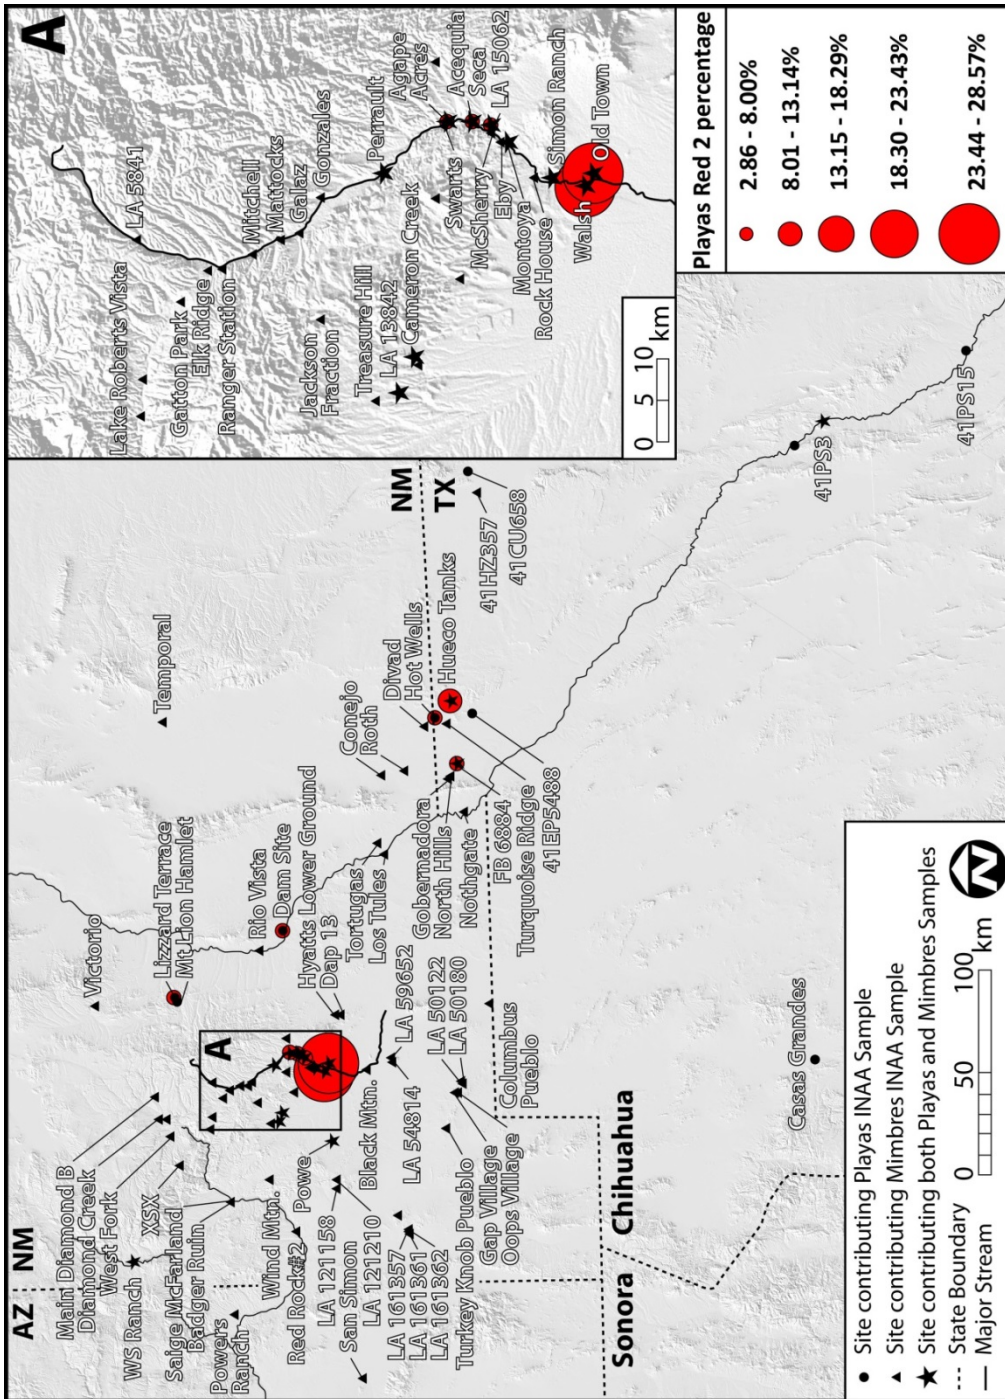 A
Lake Roberts Vista
LA 5841
Gatton Park
Elk Ridge
Ranger Station
Mitchell
Mattocks
Galaz
Gonzales
Jackson
Fraction
Treasure Hill
LA 13842
Cameron Creek
Perrault
Agape
Acres
Acequia
Seca
LA 15062
Swarts
McSherry
Eby
Montoya
Rock House
Simon Ranch
Walsh
Old Town
0 5 10
km
Playas Red 2 percentage
2.86 - 8.00%
8.01 - 13.14%
13.15 - 18.29%
18.30 - 23.43%
23.44 - 28.57%
AZ
NM
Main Diamond B
Diamond Creek
West Fork
WS Ranch
XSX
Saige McFarland
Badger Ruin
Powers
Ranch
Wind Mtn.
Red Rock#2
Powe
LA 121158
San Simon
LA 121210
Black Mtn.
LA 161357
LA 161361
LA 161362
LA 54814
LA 59652
Turkey Knob Pueblo
Gap Village
Oops Village
LA 50122
LA 50180
Columbus
Pueblo
Victorio
Lizzard Terrace
Mt Lion Hamlet
A
Rio Vista
Dam Site
Hyatts Lower Ground
Dap 13
Tortugas
Los Tules
Temporal
Conejo
Roth
Divad
Hot Wells
Hueco Tanks
Gobernadora
North Hills
Nothgate
FB 6884
Turquoise Ridge
41EP5488
NM
TX
41HZ357
41CU658
41PS3
41PS15
Sonora
Chihuahua
Casas Grandes
Site contributing Playas INAA Sample
Site contributing Mimbres INAA Sample
Site contributing both Playas and Mimbres Samples
State Boundary
Major Stream
0 50 100
km
N